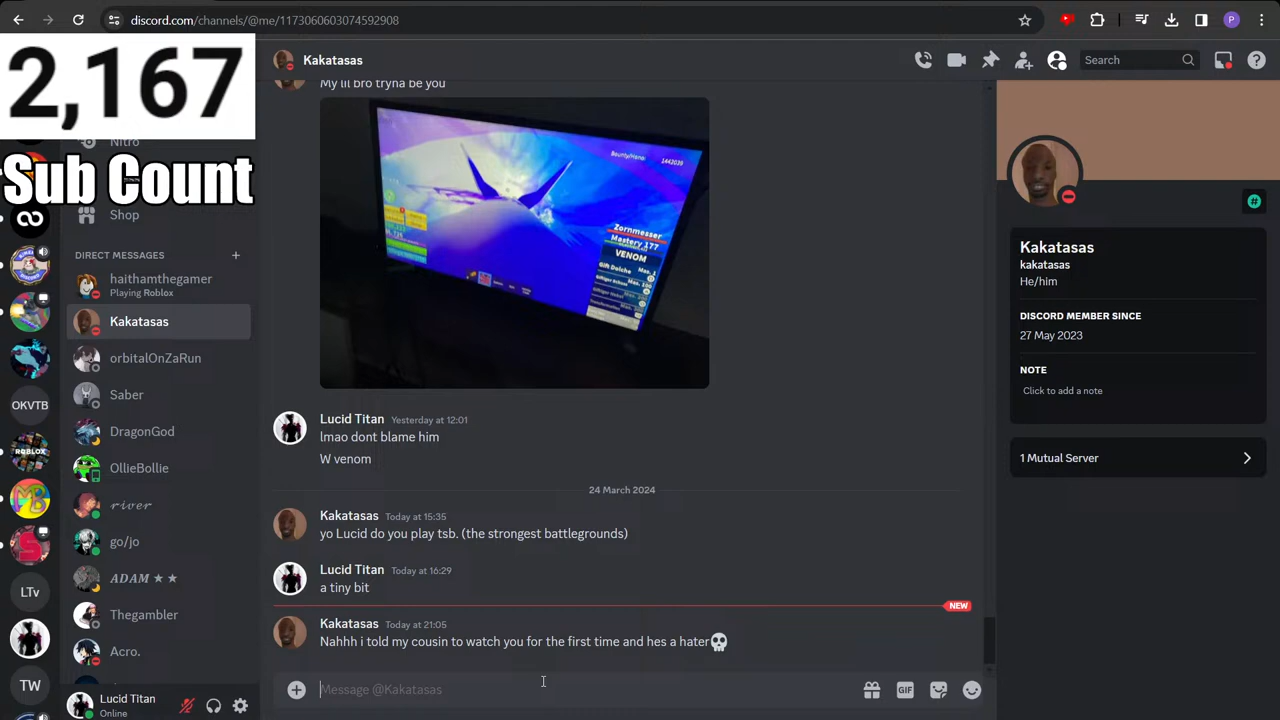 discord.com/channels/@me/1173060603074592908
P
2,167
Sub Count
Nitro
Shop
DIRECT MESSAGES
haithamthegamer
Playing Roblox
Kakatasas
orbitalOnZaRun
Saber
DragonGod
OllieBollie
river
go/jo
ADAM ★ ★
Thegambler
Acro.
OKVTB
ROBLOX
MB
S
LTv
TW
Lucid Titan
Online
Kakatasas
Search
My lil bro tryna be you
Bounty/Honor: 1442039
Zornmesser
Mastery 177
VENOM
Lucid Titan Yesterday at 12:01
lmao dont blame him
W venom
24 March 2024
Kakatasas Today at 15:35
yo Lucid do you play tsb. (the strongest battlegrounds)
Lucid Titan Today at 16:29
a tiny bit
NEW
Kakatasas Today at 21:05
Nahhh i told my cousin to watch you for the first time and hes a hater💀
Message @Kakatasas
GIF
Kakatasas
kakatasas
He/him
DISCORD MEMBER SINCE
27 May 2023
NOTE
Click to add a note
1 Mutual Server